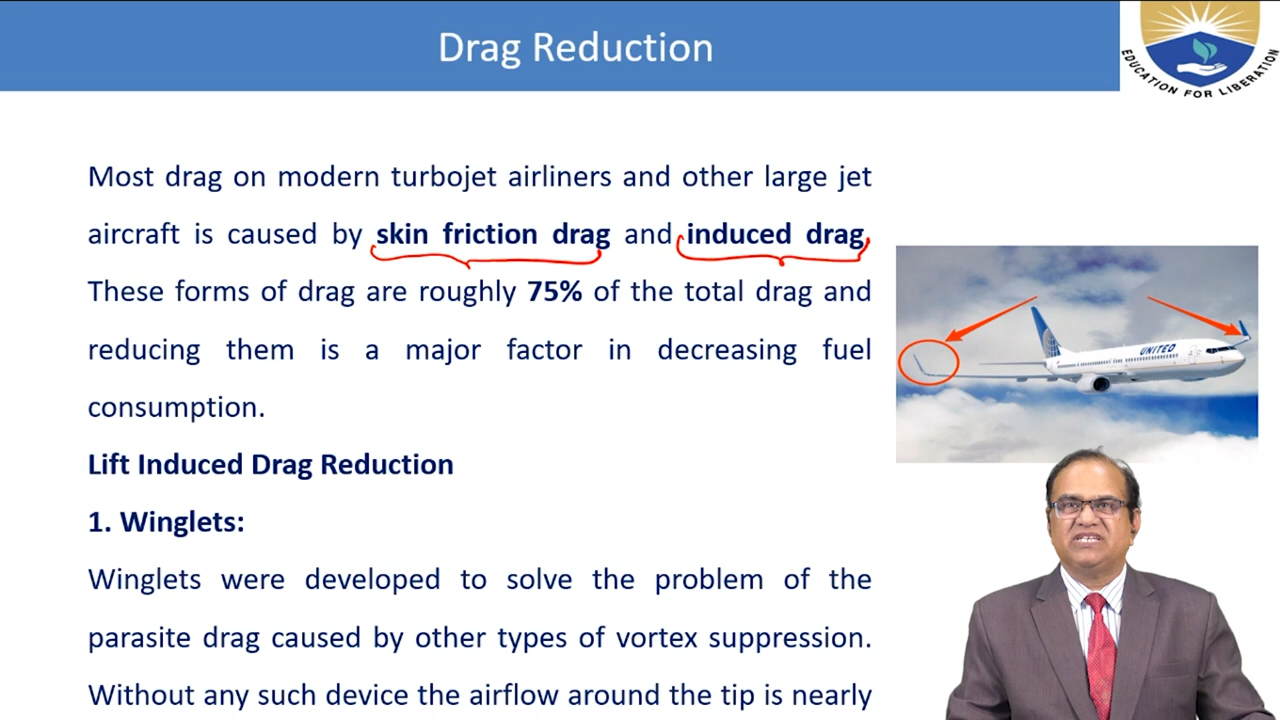 Drag Reduction
EDUCATION FOR LIBERATION
Most drag on modern turbojet airliners and other large jet
aircraft is caused by skin friction drag and induced drag.
These forms of drag are roughly 75% of the total drag and
reducing them is a major factor in decreasing fuel
consumption.
UNITED
Lift Induced Drag Reduction
1. Winglets:
Winglets were developed to solve the problem of the
parasite drag caused by other types of vortex suppression.
Without any such device the airflow around the tip is nearly